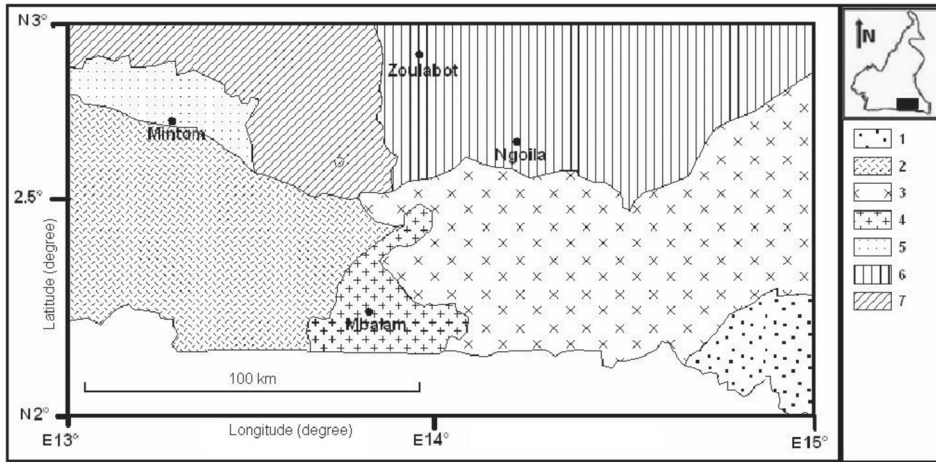 N3°
N
Zoulabot
Mintom
Ngoila
2.5°
Latitude (degree)
Mbalam
100 km
N2°
E13°
Longitude (degree)
E14°
E15°
1
2
3
4
5
6
7